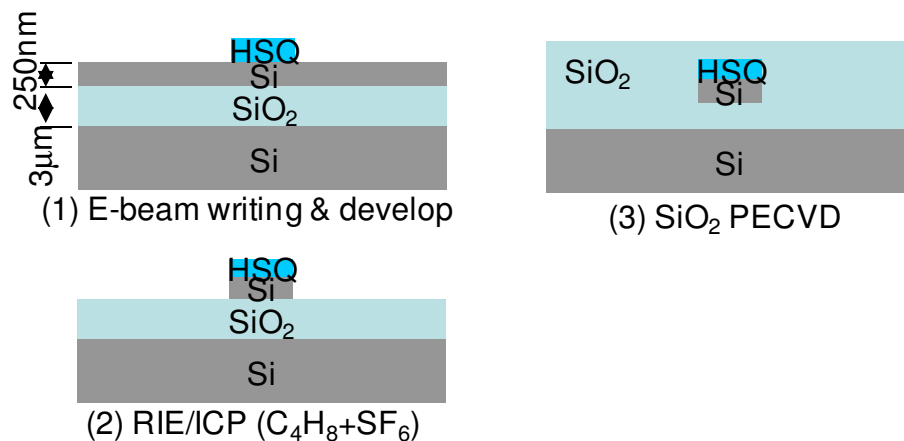 HSQ
250nm
Si
SiO₂
3μm
Si
(1) E-beam writing & develop
SiO₂
HSQ
Si
Si
(3) SiO₂ PECVD
HSQ
Si
SiO₂
Si
(2) RIE/ICP (C₄H₈+SF₆)